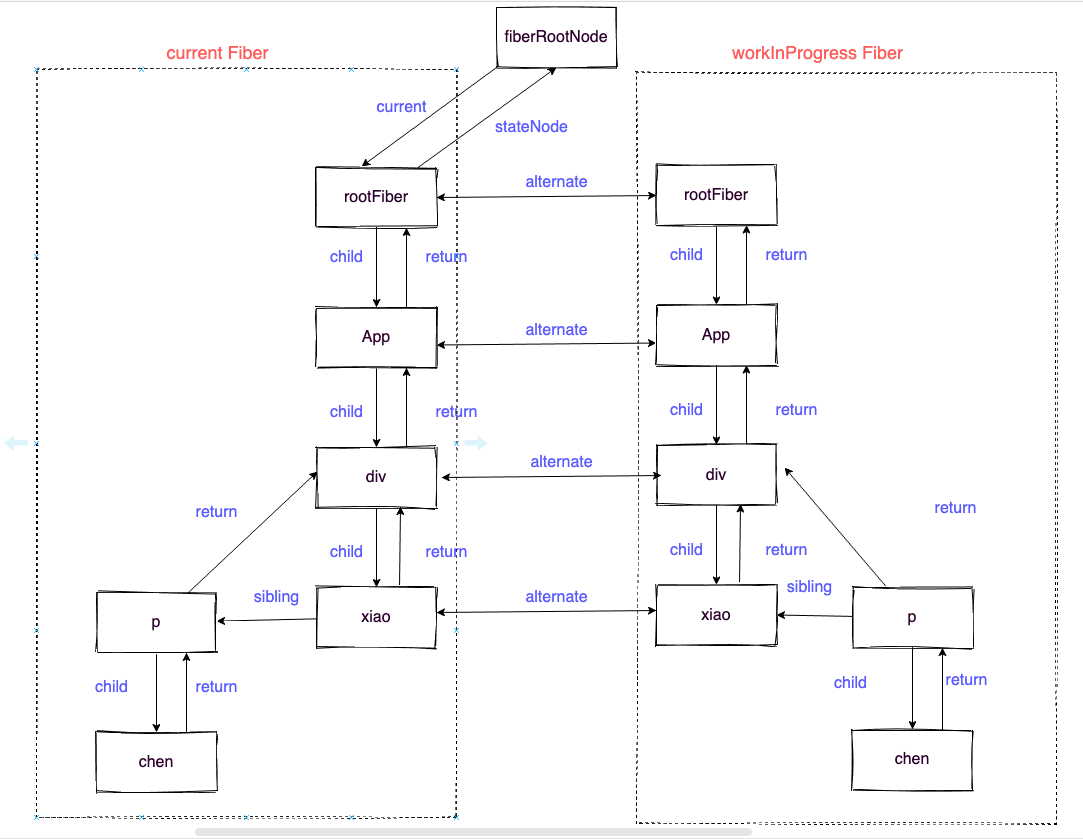 fiberRootNode
current Fiber
workInProgress Fiber
current
stateNode
rootFiber
alternate
rootFiber
child
return
child
return
App
alternate
App
child
return
child
return
div
alternate
div
return
child
return
child
return
return
sibling
xiao
alternate
xiao
sibling
p
p
child
return
child
return
chen
chen